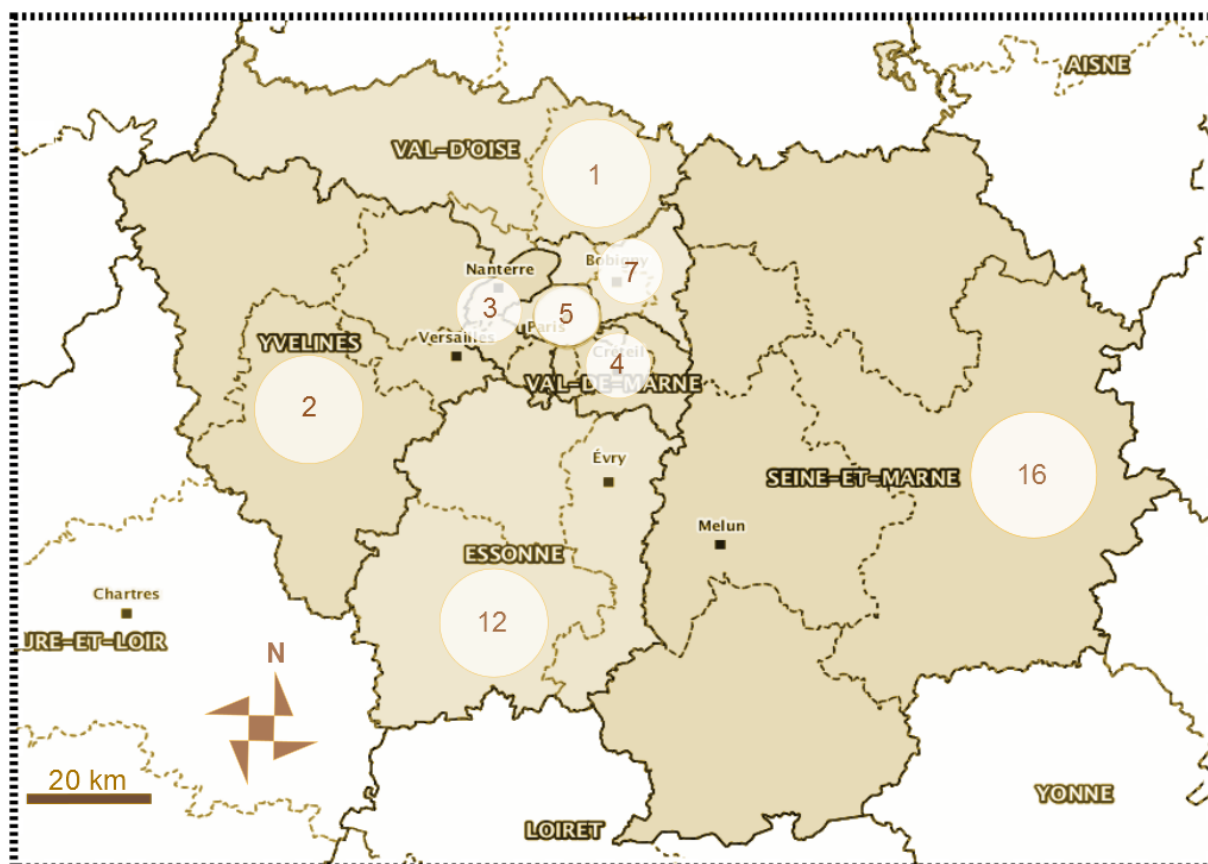 AISNE
VAL-D'OISE
1
Bobigny
7
Nanterre
3
5
Paris
Versailles
YVELINES
Créteil
4
VAL-DE-MARNE
2
Évry
SEINE-ET-MARNE
16
Melun
ESSONNE
Chartres
12
URE-ET-LOIR
N
20 km
YONNE
LOIRET